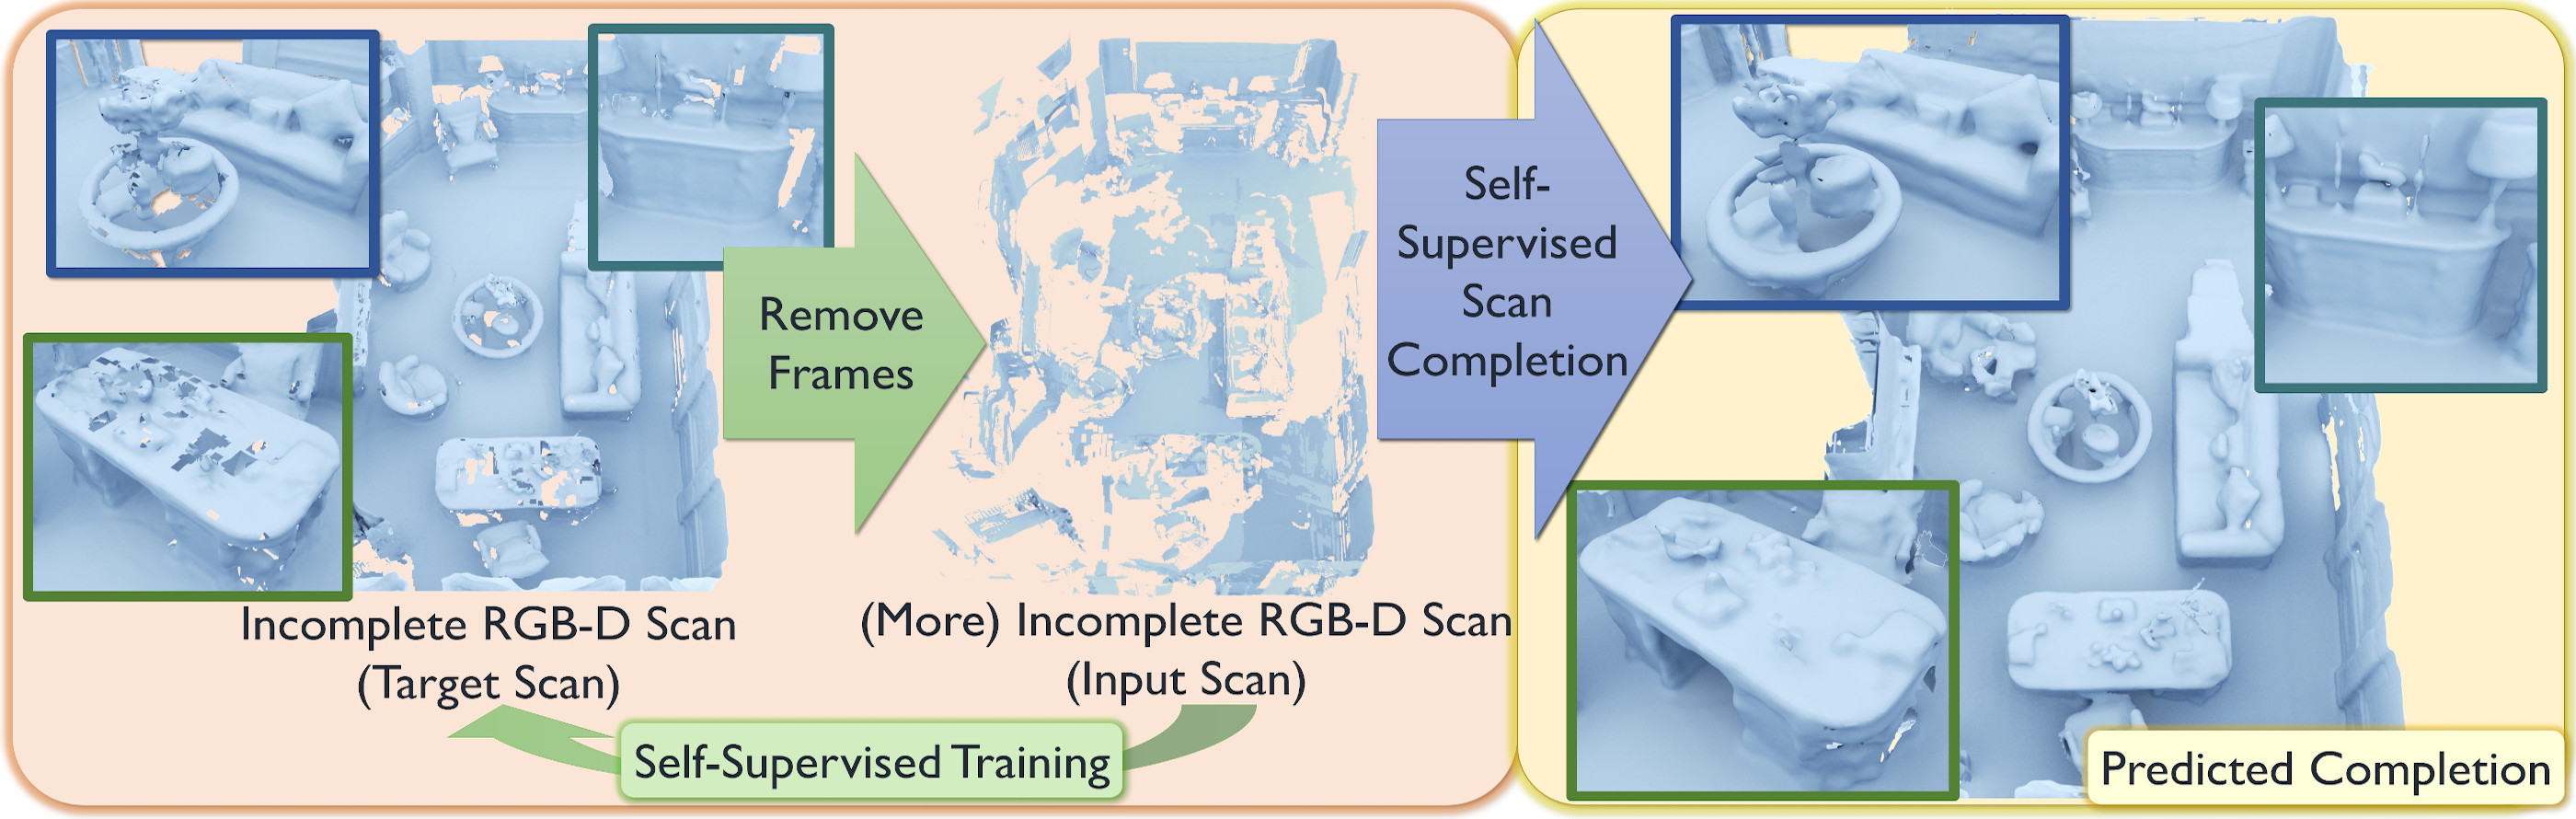 Remove
Frames
Self-
Supervised
Scan
Completion
Incomplete RGB-D Scan
(Target Scan)
(More) Incomplete RGB-D Scan
(Input Scan)
Self-Supervised Training
Predicted Completion